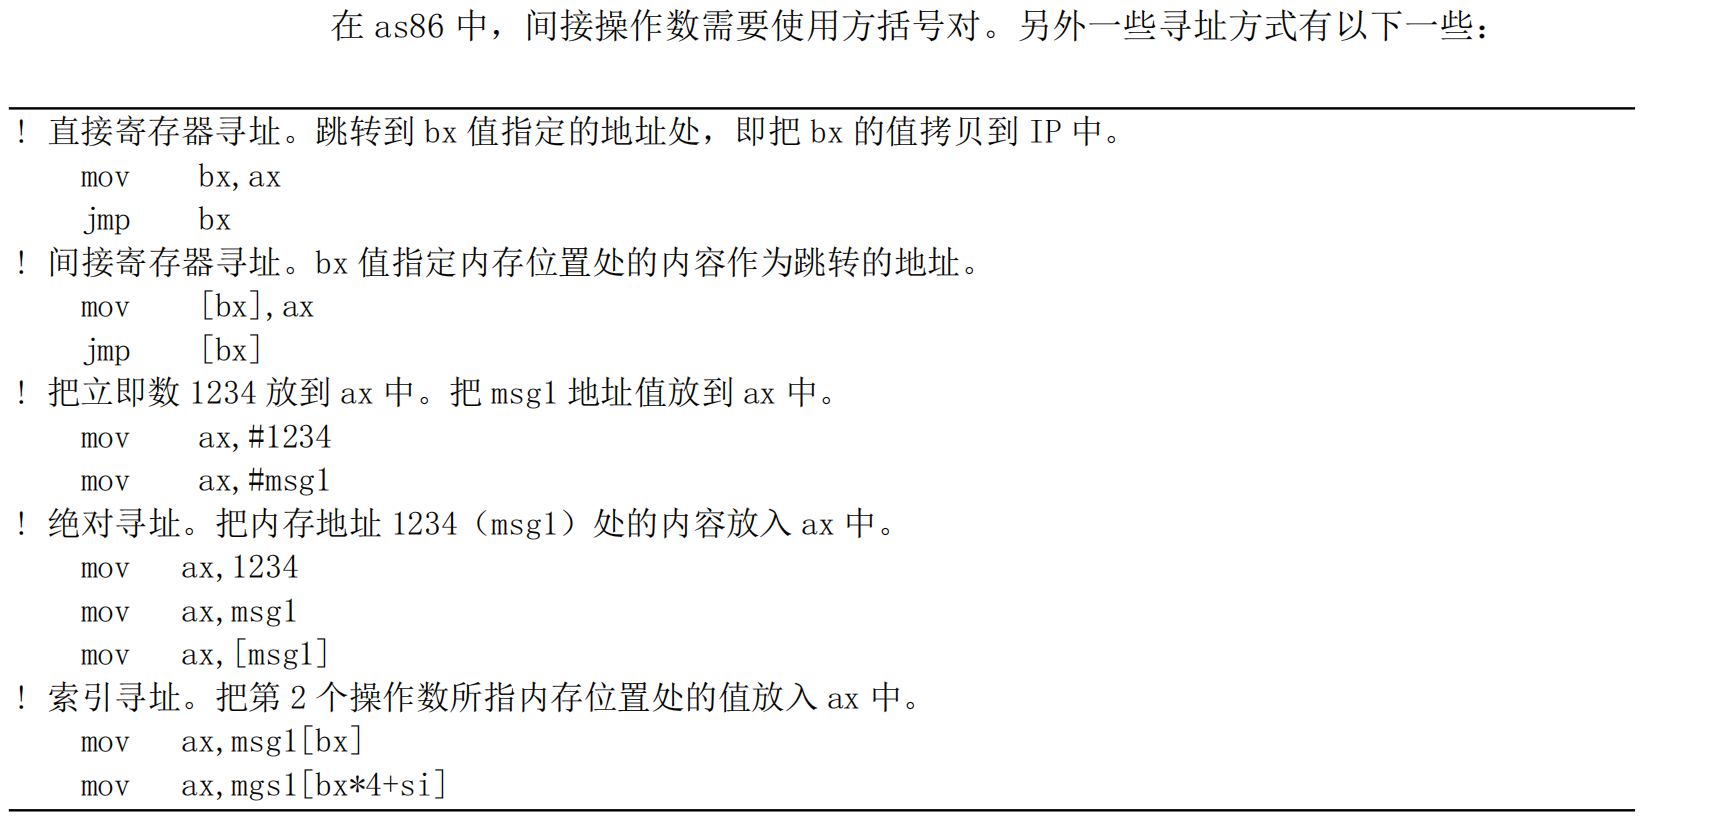 在 as86 中，间接操作数需要使用方括号对。另外一些寻址方式有以下一些：
! 直接寄存器寻址。跳转到 bx 值指定的地址处，即把 bx 的值拷贝到 IP 中。
mov bx,ax
jmp bx
! 间接寄存器寻址。bx 值指定内存位置处的内容作为跳转的地址。
mov [bx],ax
jmp [bx]
! 把立即数 1234 放到 ax 中。把 msg1 地址值放到 ax 中。
mov ax,#1234
mov ax,#msg1
! 绝对寻址。把内存地址 1234（msg1）处的内容放入 ax 中。
mov ax,1234
mov ax,msg1
mov ax,[msg1]
! 索引寻址。把第 2 个操作数所指内存位置处的值放入 ax 中。
mov ax,msg1[bx]
mov ax,mgs1[bx*4+si]